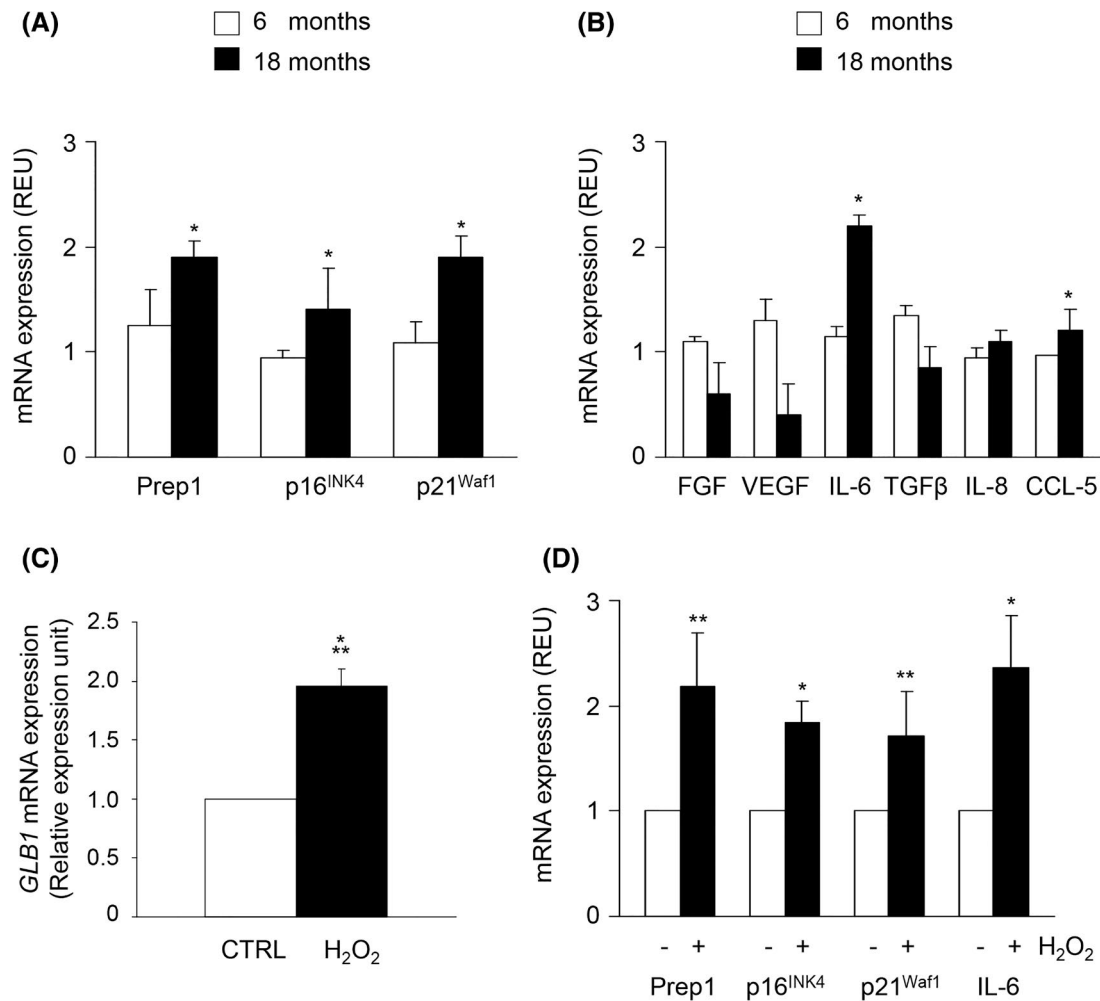 (A)
6 months
18 months
mRNA expression (REU)
3
2
1
0
*
*
*
Prep1 p16INK4 p21Waf1
(B)
6 months
18 months
mRNA expression (REU)
3
2
1
0
*
*
FGF VEGF IL-6 TGFβ IL-8 CCL-5
(C)
GLB1 mRNA expression
(Relative expression unit)
2.5
2.0
1.5
1.0
0.5
0
*
**
CTRL H2O2
(D)
mRNA expression (REU)
3
2
1
0
**
*
**
*
- + - + - + - + H2O2
Prep1 p16INK4 p21Waf1 IL-6